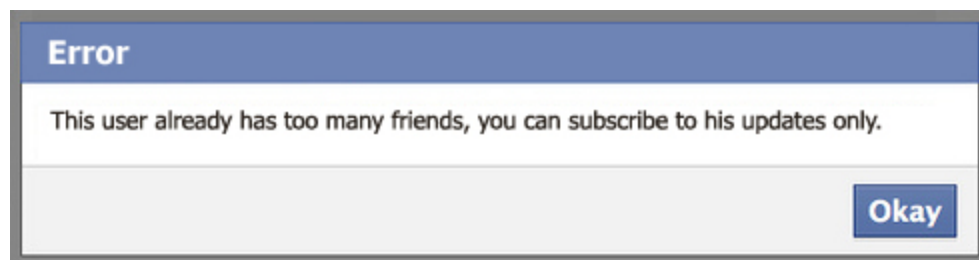 Error
This user already has too many friends, you can subscribe to his updates only.
Okay